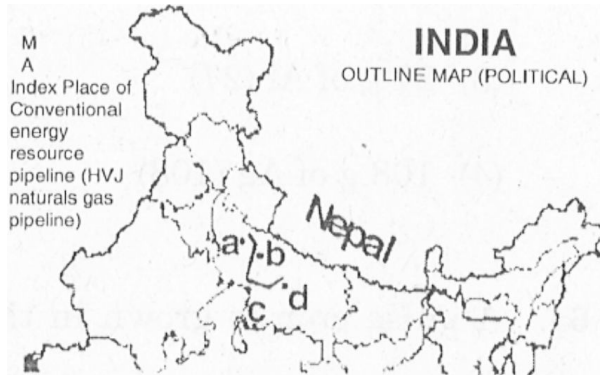 M
A
Index Place of
Conventional
energy
resource
pipeline (HVJ
naturals gas
pipeline)
INDIA
OUTLINE MAP (POLITICAL)
Nepal
a
b
c
d